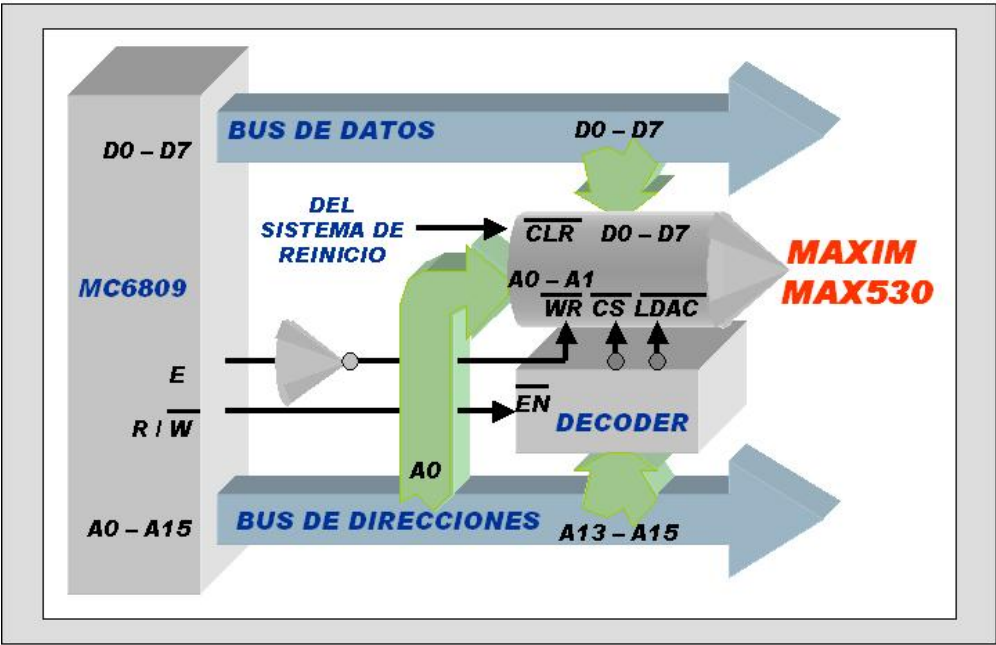 BUS DE DATOS
D0 – D7
D0 – D7
DEL
SISTEMA DE
REINICIO
CLR D0 – D7
MAXIM
MAX530
A0 – A1
WR CS LDAC
MC6809
E
R / W
EN
DECODER
A0
A0 – A15
BUS DE DIRECCIONES
A13 – A15